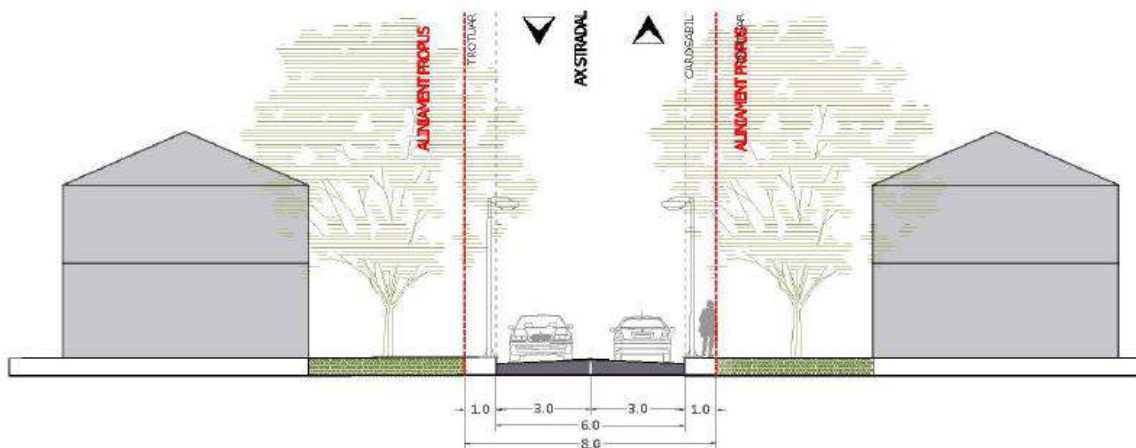 ALINIAMENT PROPUS
TROTUAR
AX STRADAL
CAROSABIL
ALINIAMENT PROPUS
1.0
3.0
3.0
1.0
6.0
8.0